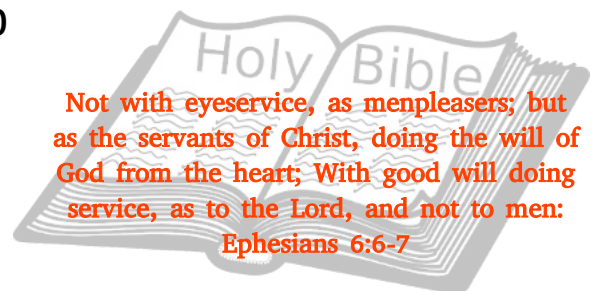 Holy Bible
Not with eyeservice, as menpleasers; but
as the servants of Christ, doing the will of
God from the heart; With good will doing
service, as to the Lord, and not to men:
Ephesians 6:6-7